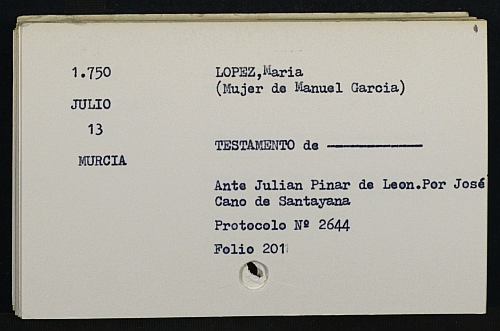 1.750
JULIO
13
MURCIA
LOPEZ,Maria
(Mujer de Manuel Garcia)
TESTAMENTO de ——————
Ante Julian Pinar de Leon.Por José
Cano de Santayana
Protocolo Nº 2644
Folio 201